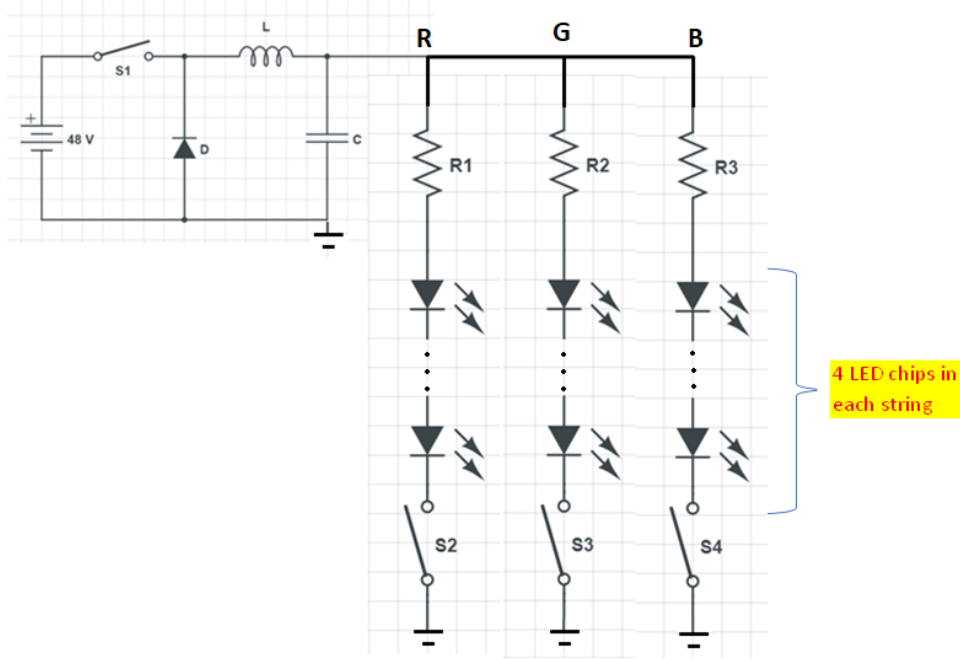 R
G
B
L
S1
+
48 V
D
C
R1
R2
R3
4 LED chips in
each string
S2
S3
S4